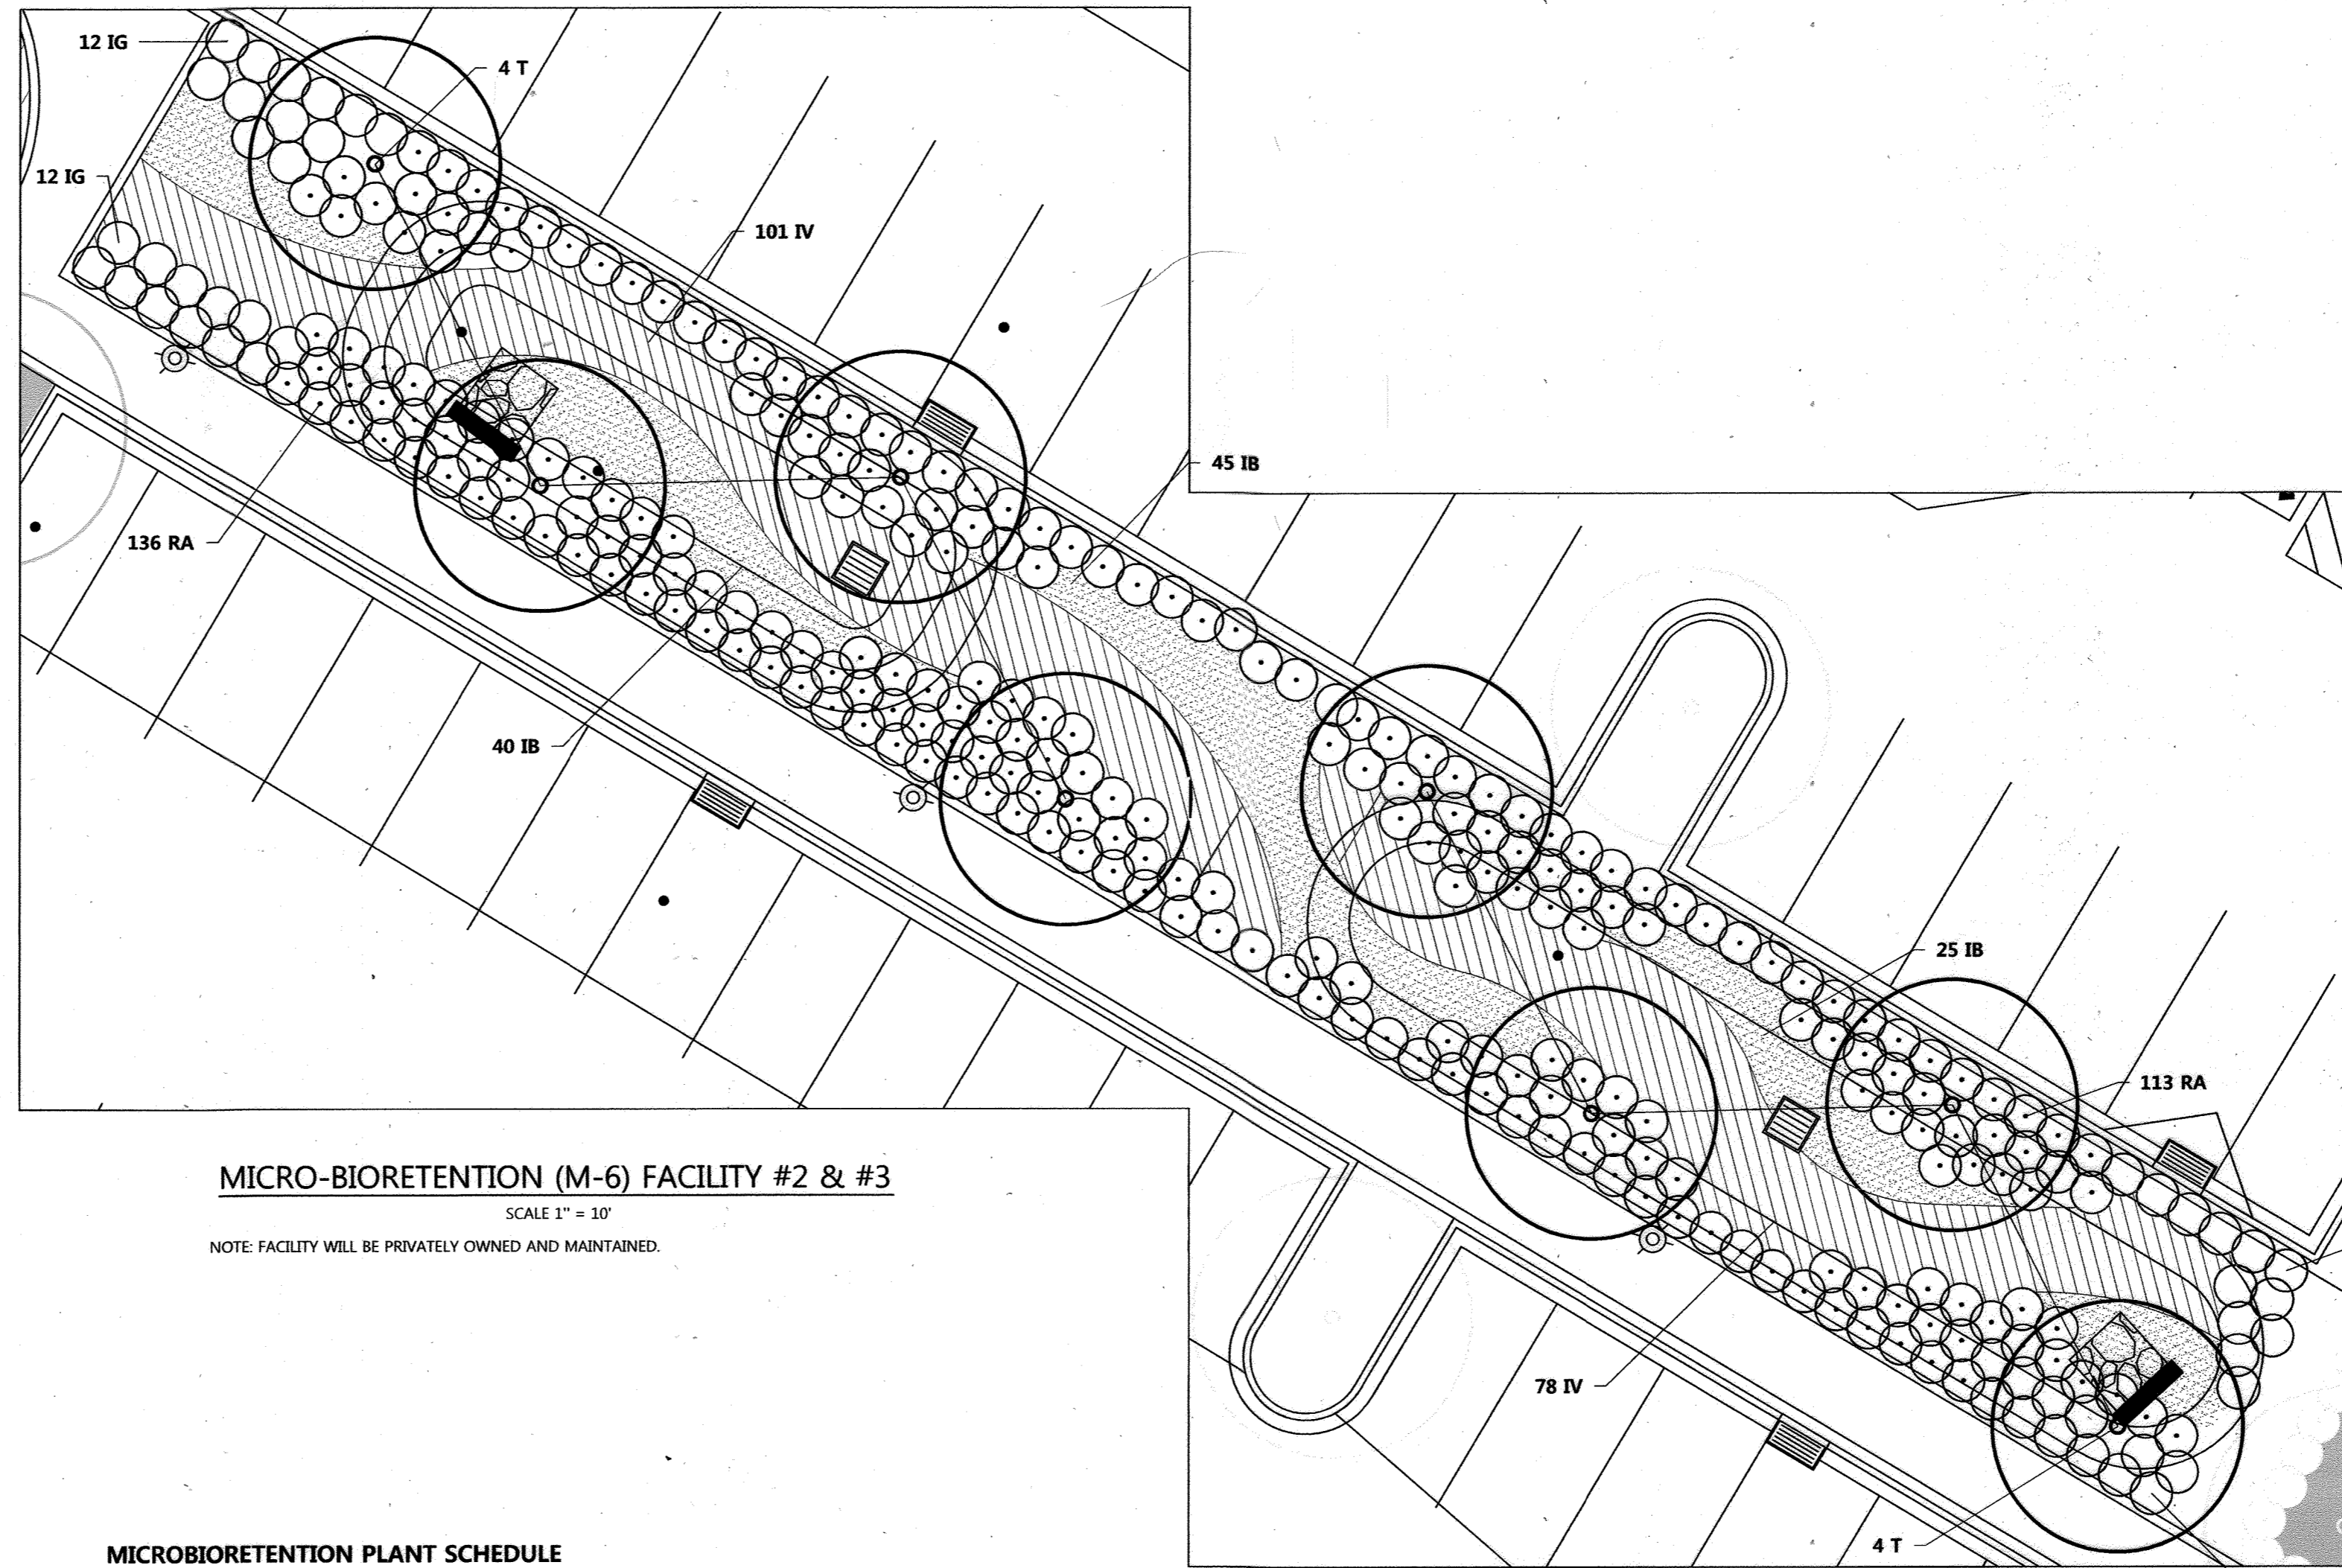 12 IG
4 T
12 IG
101 IV
45 IB
136 RA
40 IB
25 IB
113 RA
78 IV
4 T
MICRO-BIORETENTION (M-6) FACILITY #2 & #3
SCALE 1" = 10'
NOTE: FACILITY WILL BE PRIVATELY OWNED AND MAINTAINED.
MICROBIORETENTION PLANT SCHEDULE